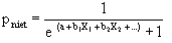 p_niet = 1 / (e^(a+b₁X₁ + b₂X₂ + ...) + 1)